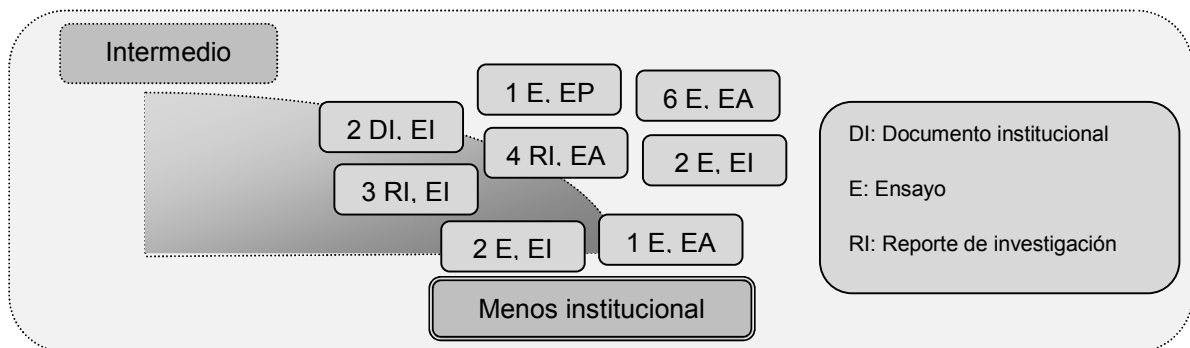 Intermedio
1 E, EP
6 E, EA
2 DI, EI
4 RI, EA
2 E, EI
3 RI, EI
2 E, EI
1 E, EA
Menos institucional
DI: Documento institucional
E: Ensayo
RI: Reporte de investigación